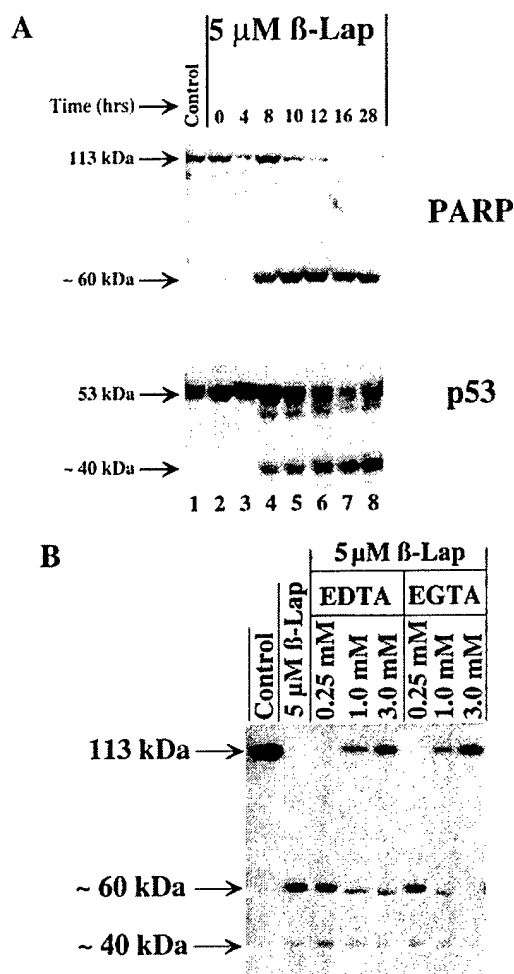 A
5 µM ß-Lap
Control
Time (hrs) 0 4 8 10 12 16 28
113 kDa
PARP
~ 60 kDa
53 kDa
p53
~ 40 kDa
1 2 3 4 5 6 7 8
B
5 µM ß-Lap
EDTA EGTA
Control 5 µM ß-Lap 0.25 mM 1.0 mM 3.0 mM 0.25 mM 1.0 mM 3.0 mM
113 kDa
~ 60 kDa
~ 40 kDa